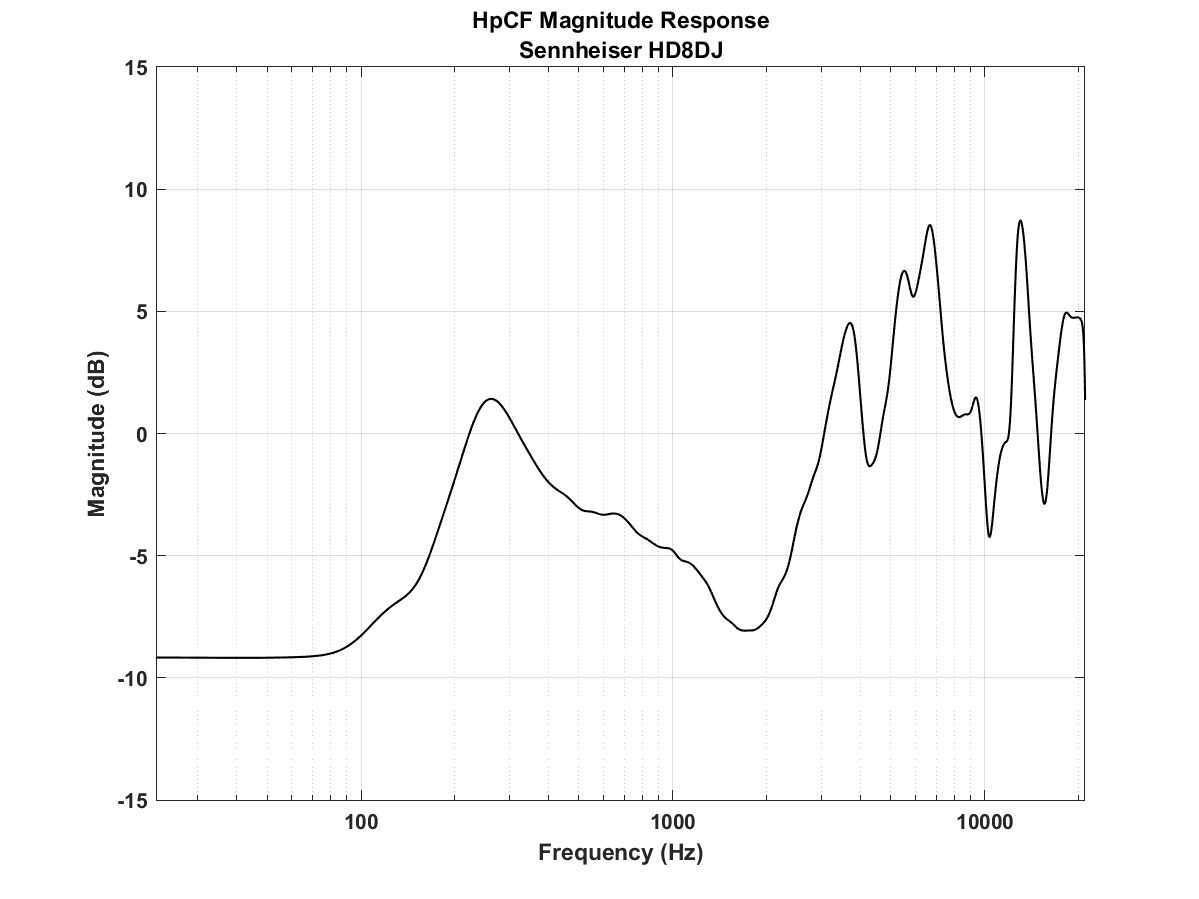 HpCF Magnitude Response
Sennheiser HD8DJ
15
10
5
0
-5
-10
-15
Magnitude (dB)
100
1000
10000
Frequency (Hz)